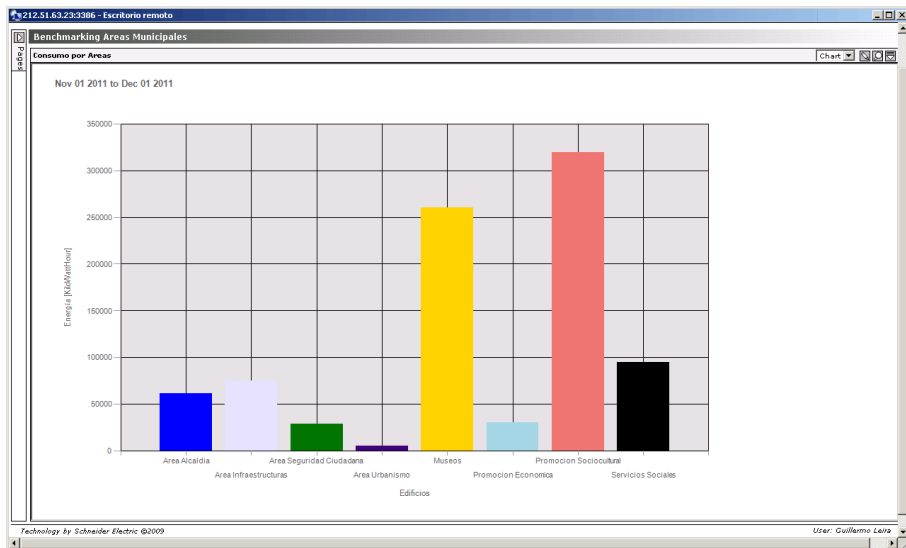 212.51.63.23:3386 - Escritorio remoto
Benchmarking Areas Municipales
Pages
Consumo por Areas
Chart
Nov 01 2011 to Dec 01 2011
350000
300000
250000
200000
150000
100000
50000
0
Energía [KiloWattHour]
Area Alcaldia
Area Seguridad Ciudadana
Museos
Promocion Sociocultural
Area Infraestructuras
Area Urbanismo
Promocion Economica
Servicios Sociales
Edificios
Technology by Schneider Electric ©2009
User: Guillermo Leira